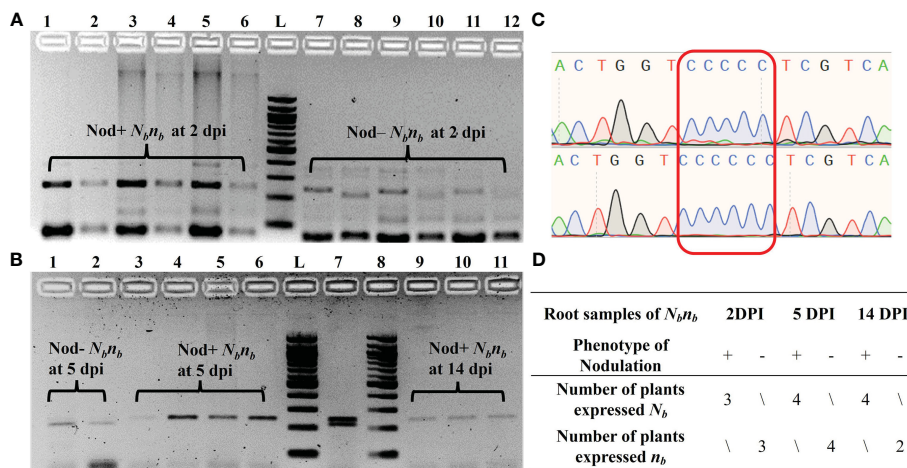 A
1 2 3 4 5 6 L 7 8 9 10 11 12
Nod+ NbNb at 2 dpi
Nod– Nbnb at 2 dpi
B
1 2 3 4 5 6 L 7 8 9 10 11
Nod- Nbnb
at 5 dpi
Nod+ Nbnb
at 5 dpi
Nod+ Nbnb
at 14 dpi
C
A C T G G T C C C C C T C G T C A
A C T G G T C C C C C C T C G T C A
D
Root samples of Nbnb 2DPI 5 DPI 14 DPI
Phenotype of
Nodulation + - + - + -
Number of plants
expressed Nb 3 \ 4 \ 4 \
Number of plants
expressed nb \ 3 \ 4 \ 2